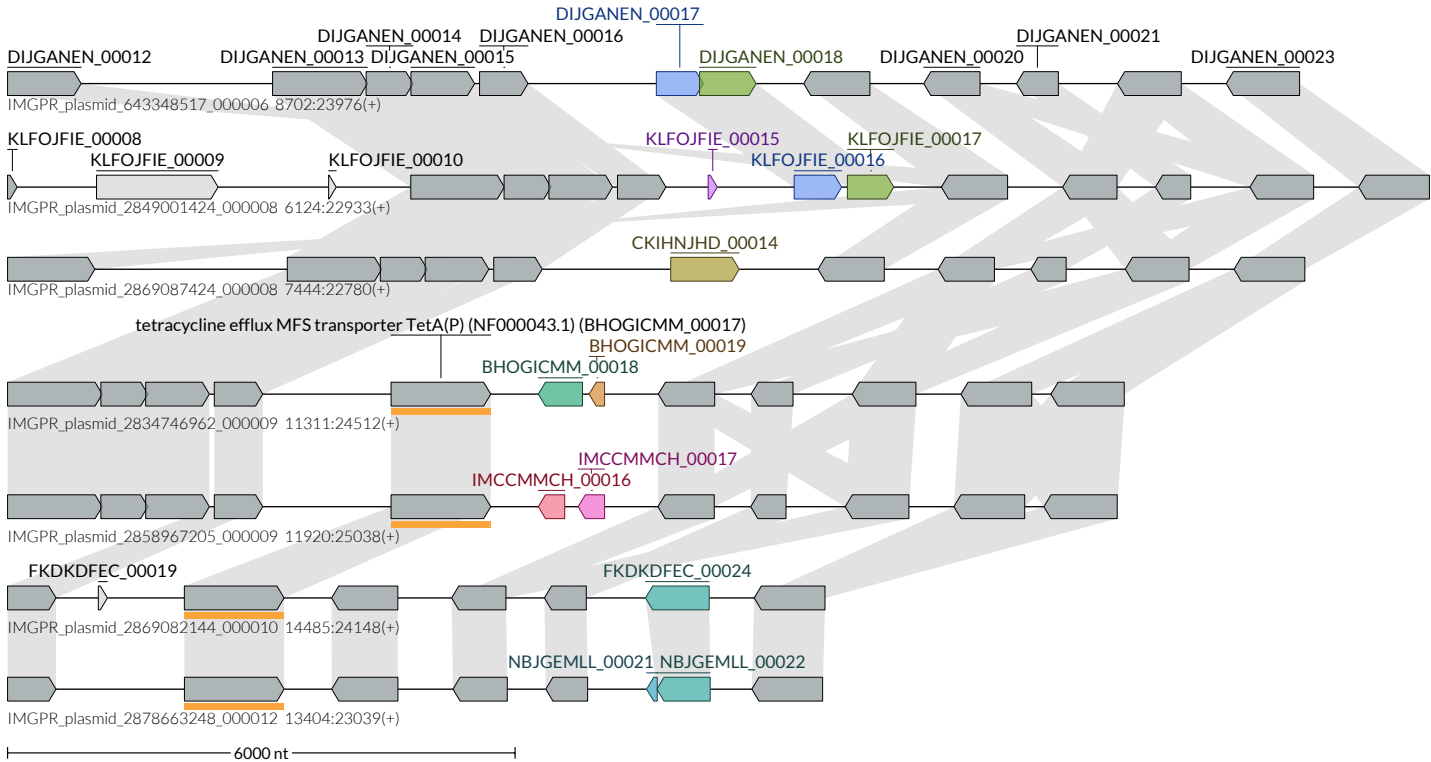 DIJGANEN_00017
DIJGANEN_00014 DIJGANEN_00016 DIJGANEN_00021
DIJGANEN_00012 DIJGANEN_00013 DIJGANEN_00015 DIJGANEN_00018 DIJGANEN_00020 DIJGANEN_00023
IMGPR_plasmid_643348517_000006 8702:23976(+)
KLFOJFIE_00008 KLFOJFIE_00015 KLFOJFIE_00017
KLFOJFIE_00009 KLFOJFIE_00010 KLFOJFIE_00016
IMGPR_plasmid_2849001424_000008 6124:22933(+)
CKIHNJHD_00014
IMGPR_plasmid_2869087424_000008 7444:22780(+)
tetracycline efflux MFS transporter TetA(P) (NF000043.1) (BHOGICMM_00017)
BHOGICMM_00019
BHOGICMM_00018
IMGPR_plasmid_2834746962_000009 11311:24512(+)
IMCCMMCH_00017
IMCCMMCH_00016
IMGPR_plasmid_2858967205_000009 11920:25038(+)
FKDKDFEC_00019 FKDKDFEC_00024
IMGPR_plasmid_2869082144_000010 14485:24148(+)
NBJGEMLL_00021 NBJGEMLL_00022
IMGPR_plasmid_2878663248_000012 13404:23039(+)
6000 nt